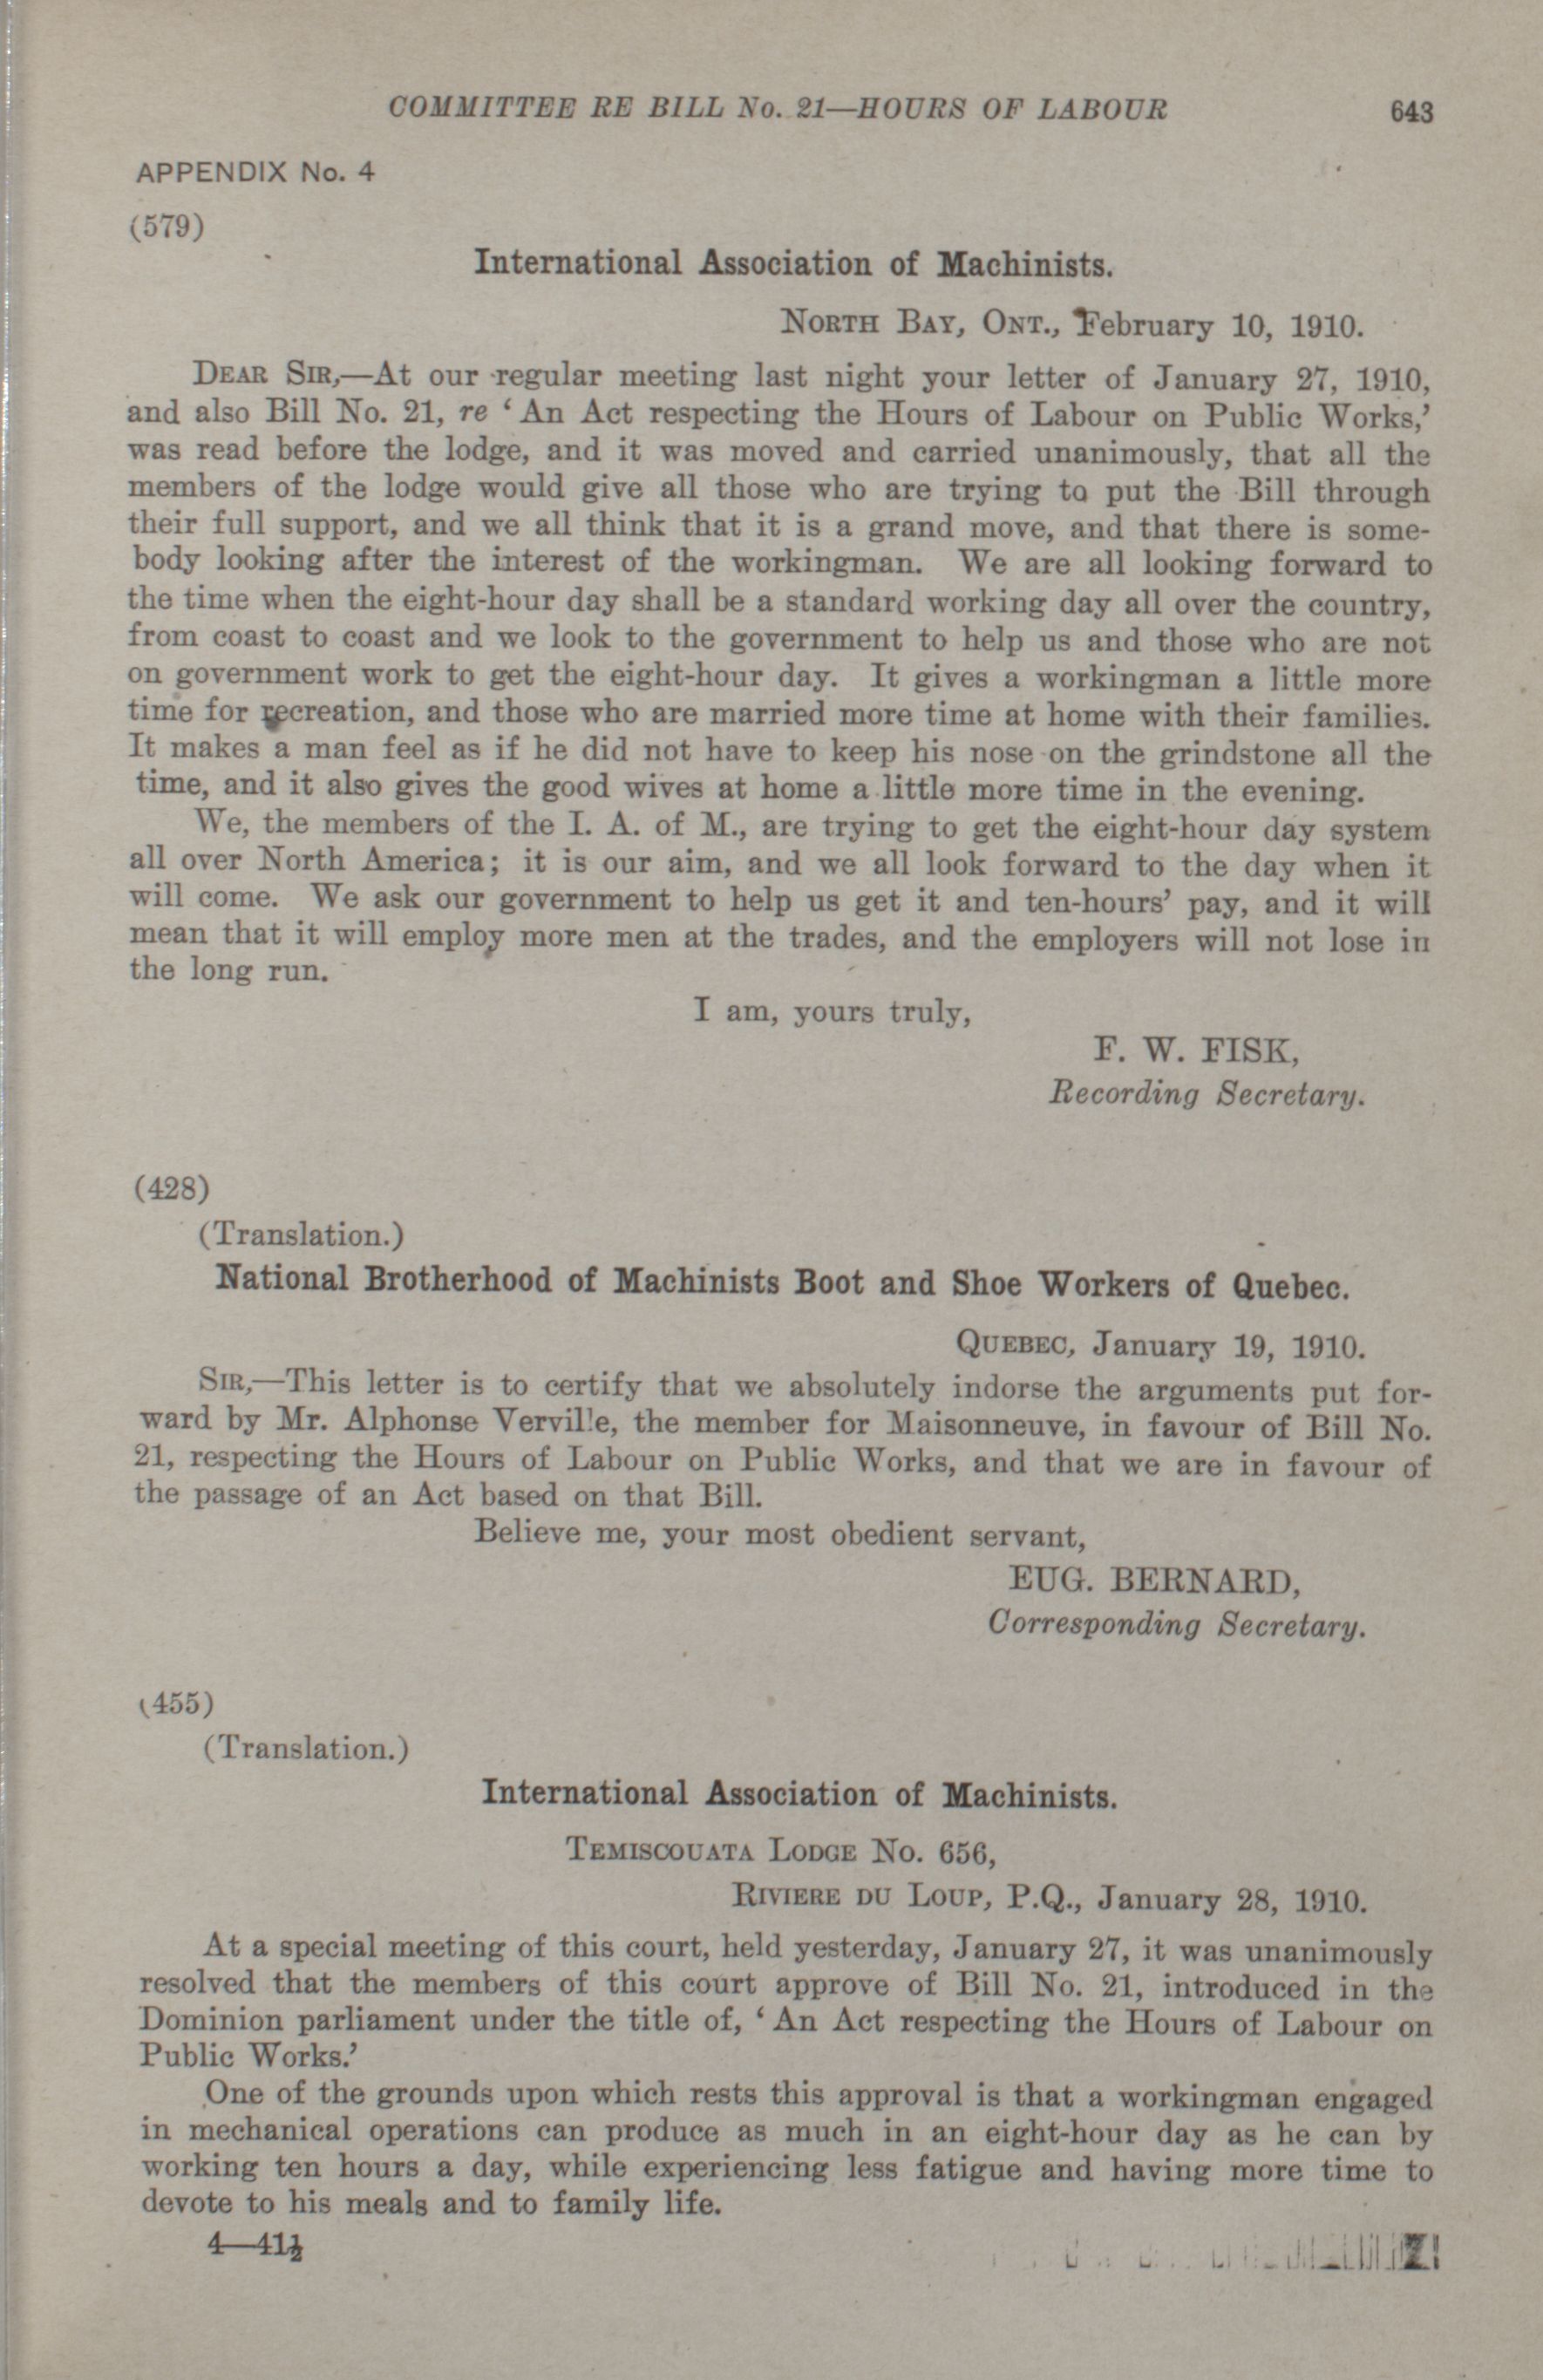 COMMITTEE RE BILL No. 21—HOURS OF LABOUR 643
APPENDIX No. 4
(579)
International Association of Machinists.
NORTH BAY, ONT., February 10, 1910.
DEAR SIR,—At our regular meeting last night your letter of January 27, 1910,
and also Bill No. 21, re ‘ An Act respecting the Hours of Labour on Public Works,’
was read before the lodge, and it was moved and carried unanimously, that all the
members of the lodge would give all those who are trying to put the Bill through
their full support, and we all think that it is a grand move, and that there is some-
body looking after the interest of the workingman. We are all looking forward to
the time when the eight-hour day shall be a standard working day all over the country,
from coast to coast and we look to the government to help us and those who are not
on government work to get the eight-hour day. It gives a workingman a little more
time for recreation, and those who are married more time at home with their families.
It makes a man feel as if he did not have to keep his nose on the grindstone all the
time, and it also gives the good wives at home a little more time in the evening.
We, the members of the I. A. of M., are trying to get the eight-hour day system
all over North America; it is our aim, and we all look forward to the day when it
will come. We ask our government to help us get it and ten-hours’ pay, and it will
mean that it will employ more men at the trades, and the employers will not lose in
the long run.
I am, yours truly,
F. W. FISK,
Recording Secretary.
(428)
(Translation.)
National Brotherhood of Machinists Boot and Shoe Workers of Quebec.
QUEBEC, January 19, 1910.
SIR,—This letter is to certify that we absolutely indorse the arguments put for-
ward by Mr. Alphonse Verville, the member for Maisonneuve, in favour of Bill No.
21, respecting the Hours of Labour on Public Works, and that we are in favour of
the passage of an Act based on that Bill.
Believe me, your most obedient servant,
EUG. BERNARD,
Corresponding Secretary.
(455)
(Translation.)
International Association of Machinists.
TEMISCOUATA LODGE NO. 656,
RIVIERE DU LOUP, P.Q., January 28, 1910.
At a special meeting of this court, held yesterday, January 27, it was unanimously
resolved that the members of this court approve of Bill No. 21, introduced in the
Dominion parliament under the title of, ‘ An Act respecting the Hours of Labour on
Public Works.’
One of the grounds upon which rests this approval is that a workingman engaged
in mechanical operations can produce as much in an eight-hour day as he can by
working ten hours a day, while experiencing less fatigue and having more time to
devote to his meals and to family life.
4—41½